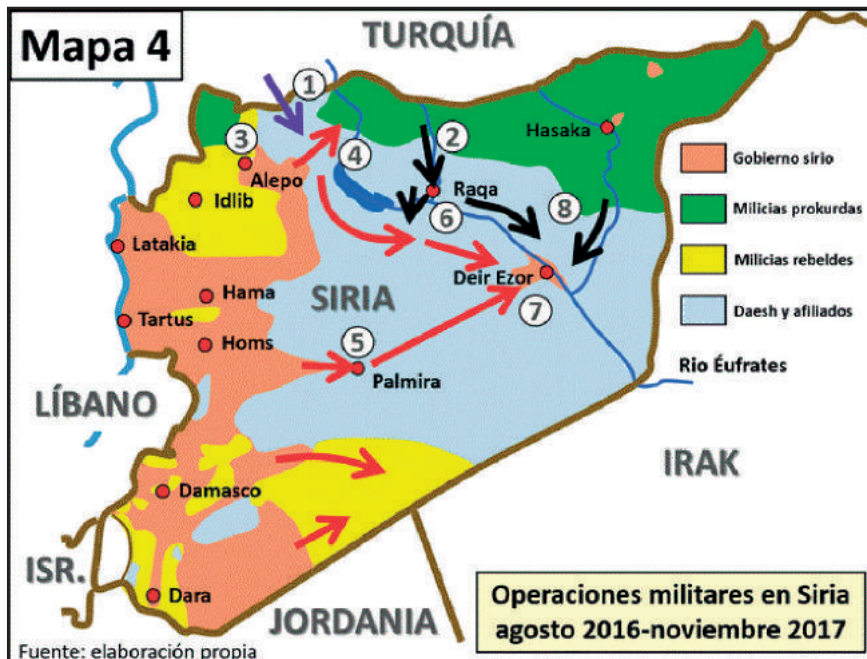 Mapa 4
TURQUÍA
1
2
Hasaka
3
4
Alepo
Raqa
Idlib
6
8
Latakia
Deir Ezor
Hama
SIRIA
7
Tartus
Homs
5
Palmira
LÍBANO
Gobierno sirio
Milicias prokurdas
Milicias rebeldes
Daesh y afiliados
Rio Éufrates
IRAK
Damasco
ISR.
Dara
JORDANIA
Operaciones militares en Siria
agosto 2016-noviembre 2017
Fuente: elaboración propia